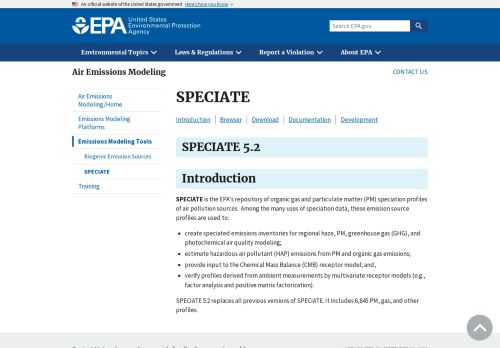 An official website of the United States government Here's how you know
EPA United States
Environmental Protection
Agency
Search EPA.gov
Environmental Topics
Laws & Regulations
Report a Violation
About EPA
Air Emissions Modeling
CONTACT US
Air Emissions
Modeling/Home
Emissions Modeling
Platforms
Emissions Modeling Tools
Biogenic Emission Sources
SPECIATE
Training
SPECIATE
Introduction
Browser
Download
Documentation
Development
SPECIATE 5.2
Introduction
SPECIATE is the EPA's repository of organic gas and particulate matter (PM) speciation profiles
of air pollution sources. Among the many uses of speciation data, these emission source
profiles are used to:
create speciated emissions inventories for regional haze, PM, greenhouse gas (GHG), and
photochemical air quality modeling;
estimate hazardous air pollutant (HAP) emissions from PM and organic gas emissions;
provide input to the Chemical Mass Balance (CMB) receptor model; and,
verify profiles derived from ambient measurements by multivariate receptor models (e.g.,
factor analysis and positive matrix factorization).
SPECIATE 5.2 replaces all previous versions of SPECIATE. It includes 6,845 PM, gas, and other
profiles.